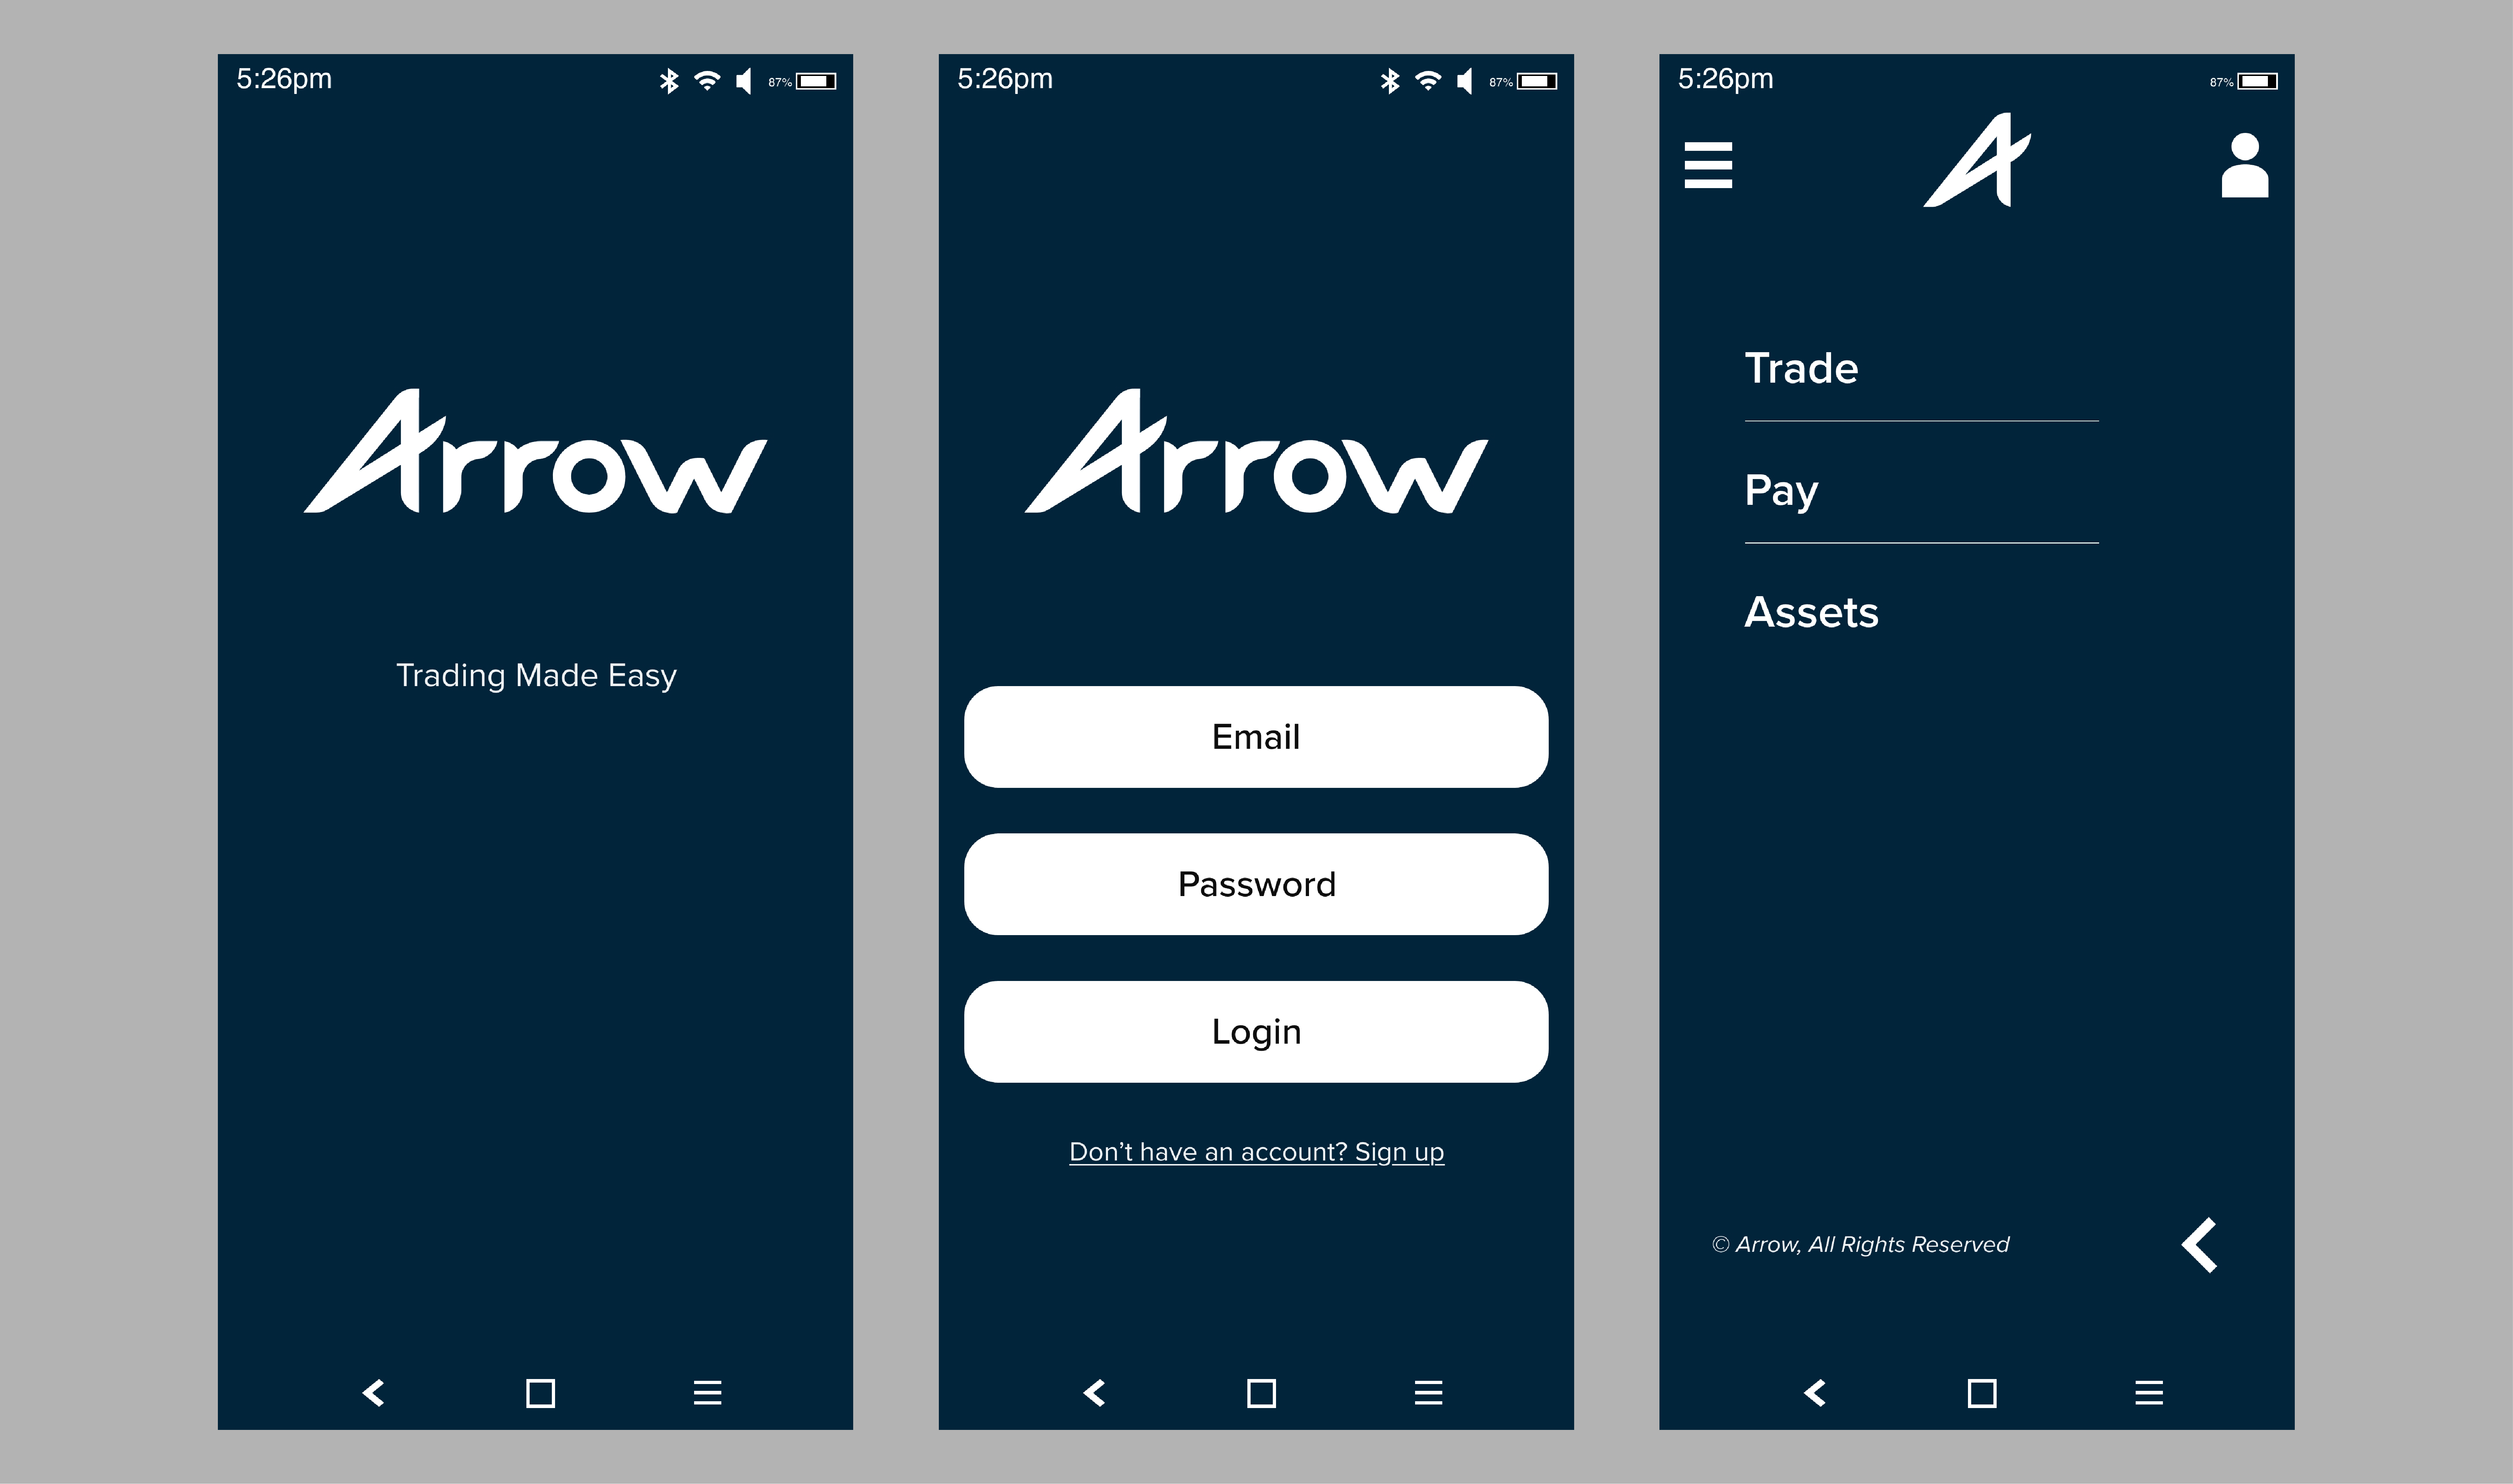 5:26pm
87%
Arrow
Trading Made Easy
5:26pm
87%
Arrow
Email
Password
Login
Don't have an account? Sign up
5:26pm
87%
A
Trade
Pay
Assets
© Arrow, All Rights Reserved